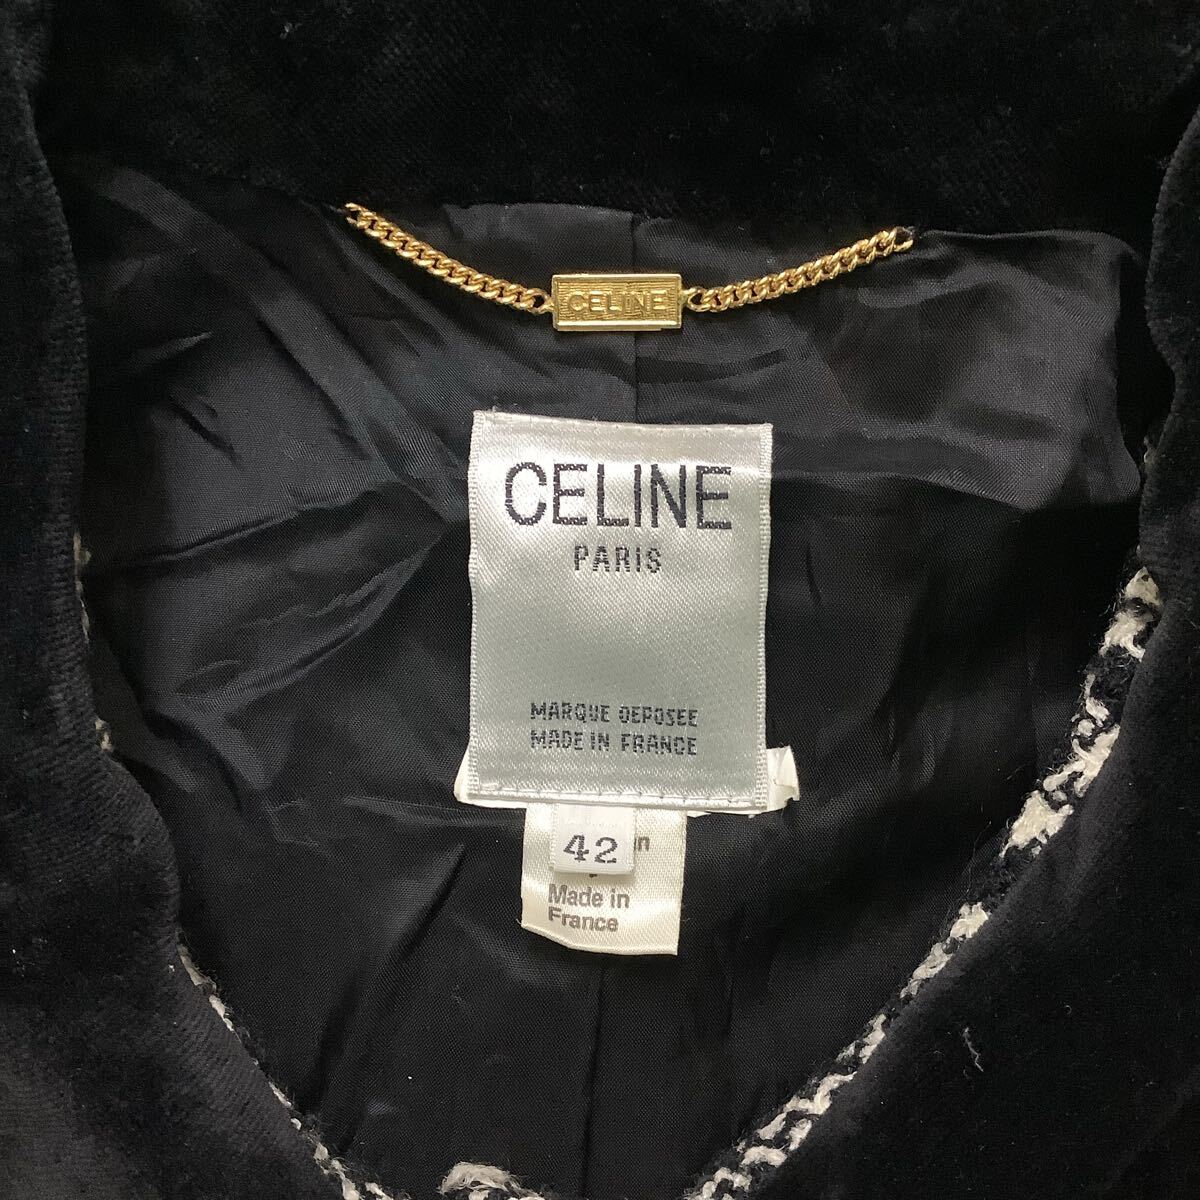 CELINE
CELINE
PARIS
MARQUE DEPOSEE
MADE IN FRANCE
42
Made in
France